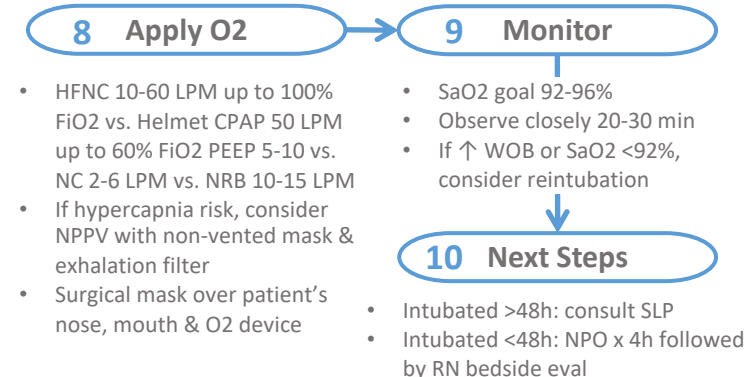 8 Apply O2
• HFNC 10-60 LPM up to 100%
FiO2 vs. Helmet CPAP 50 LPM
up to 60% FiO2 PEEP 5-10 vs.
NC 2-6 LPM vs. NRB 10-15 LPM
• If hypercapnia risk, consider
NPPV with non-vented mask &
exhalation filter
• Surgical mask over patient's
nose, mouth & O2 device
9 Monitor
• SaO2 goal 92-96%
• Observe closely 20-30 min
• If ↑ WOB or SaO2 <92%,
consider reintubation
10 Next Steps
• Intubated >48h: consult SLP
• Intubated <48h: NPO x 4h followed
by RN bedside eval